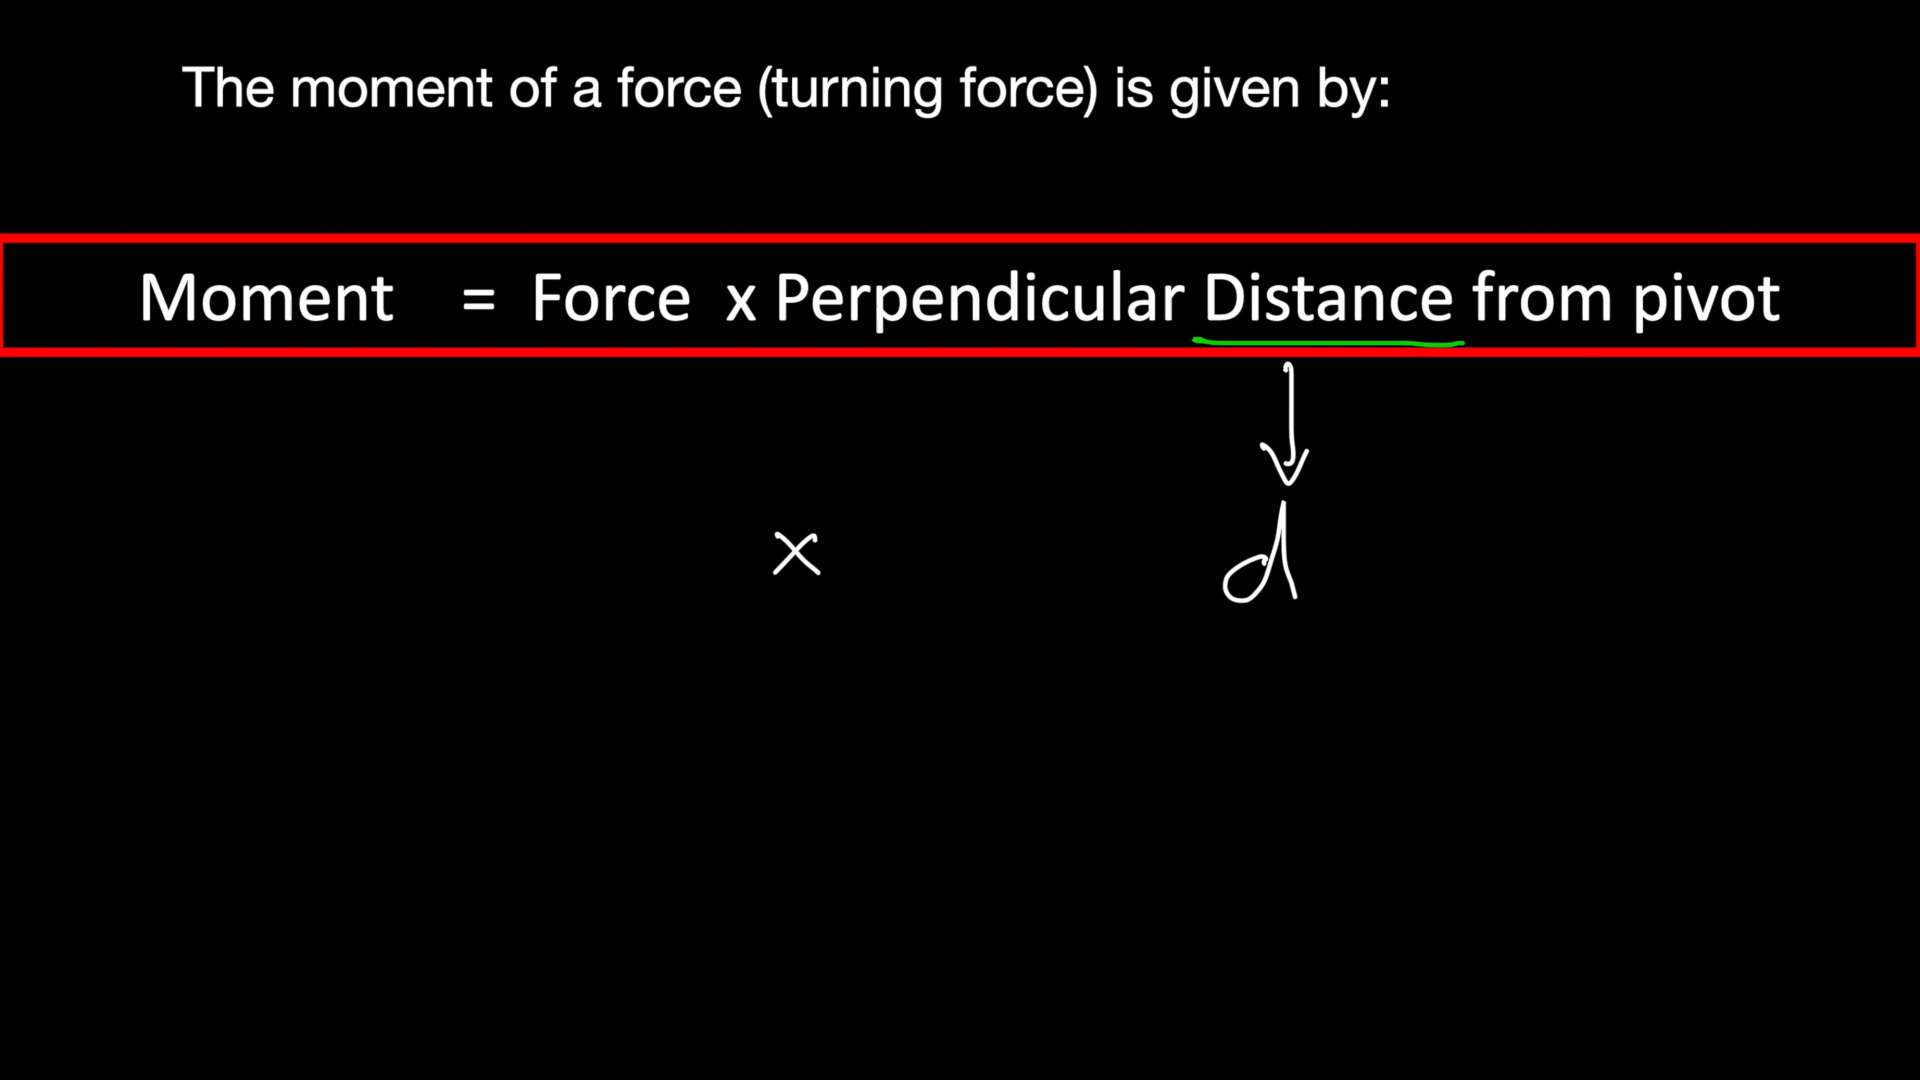 The moment of a force (turning force) is given by:
Moment = Force x Perpendicular Distance from pivot
x d